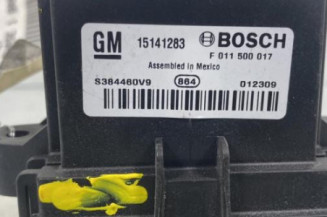 GM 15141283 BOSCH
F 011 500 017
Assembled in Mexico
S384460V9 864 012309